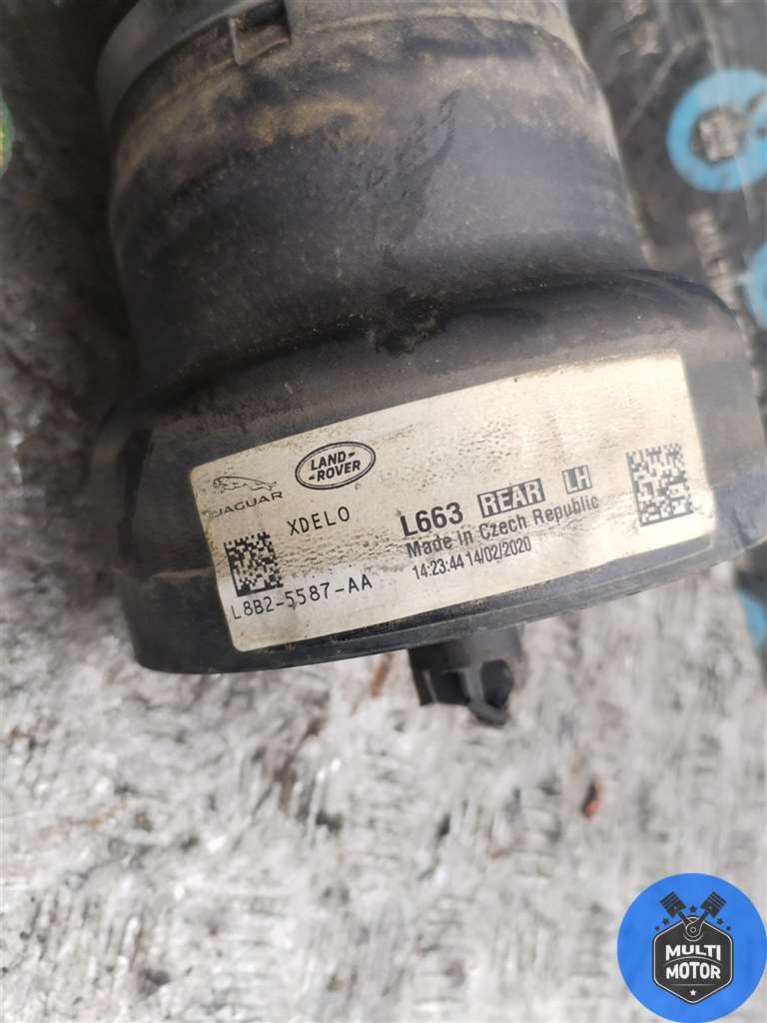 JAGUAR
LAND-
-ROVER
XDELO
L8B2-5587-AA
L663 REAR LH
Made in Czech Republic
14:23:44 14/02/2020
MULTI
MOTOR